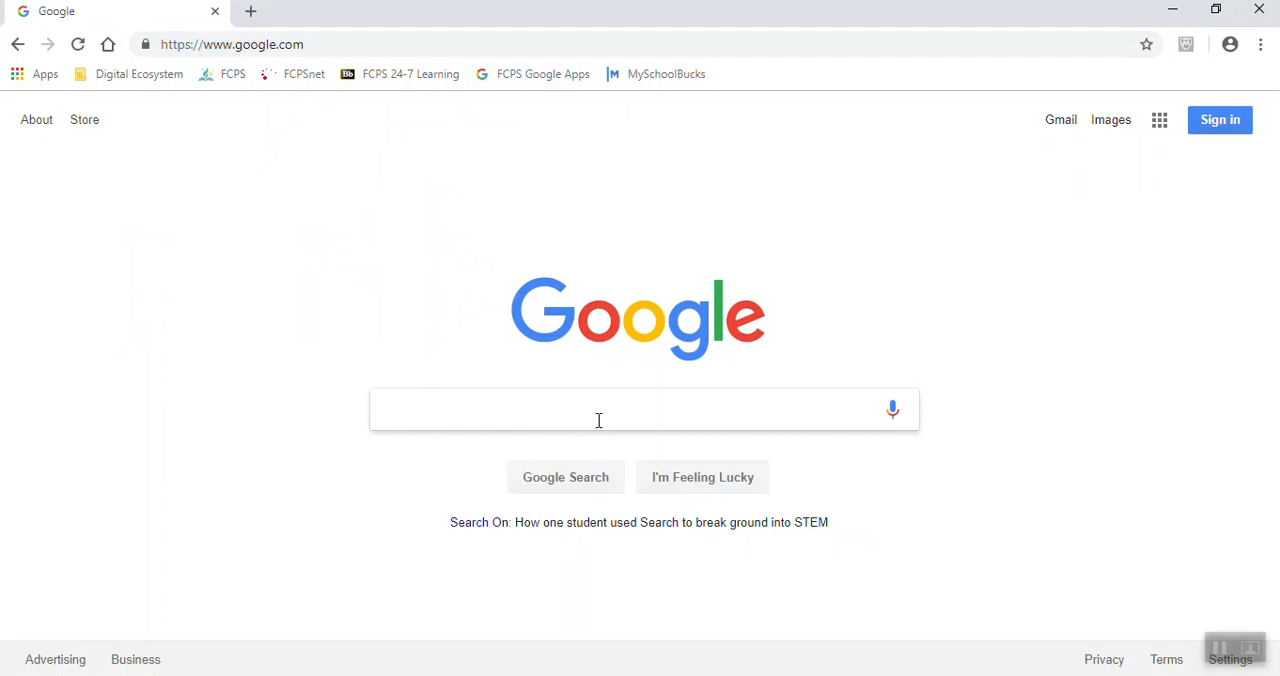 Google
https://www.google.com
Apps Digital Ecosystem FCPS FCPSnet Bb FCPS 24-7 Learning FCPS Google Apps MySchoolBucks
About Store Gmail Images Sign in
Google
Google Search I'm Feeling Lucky
Search On: How one student used Search to break ground into STEM
Advertising Business Privacy Terms Settings